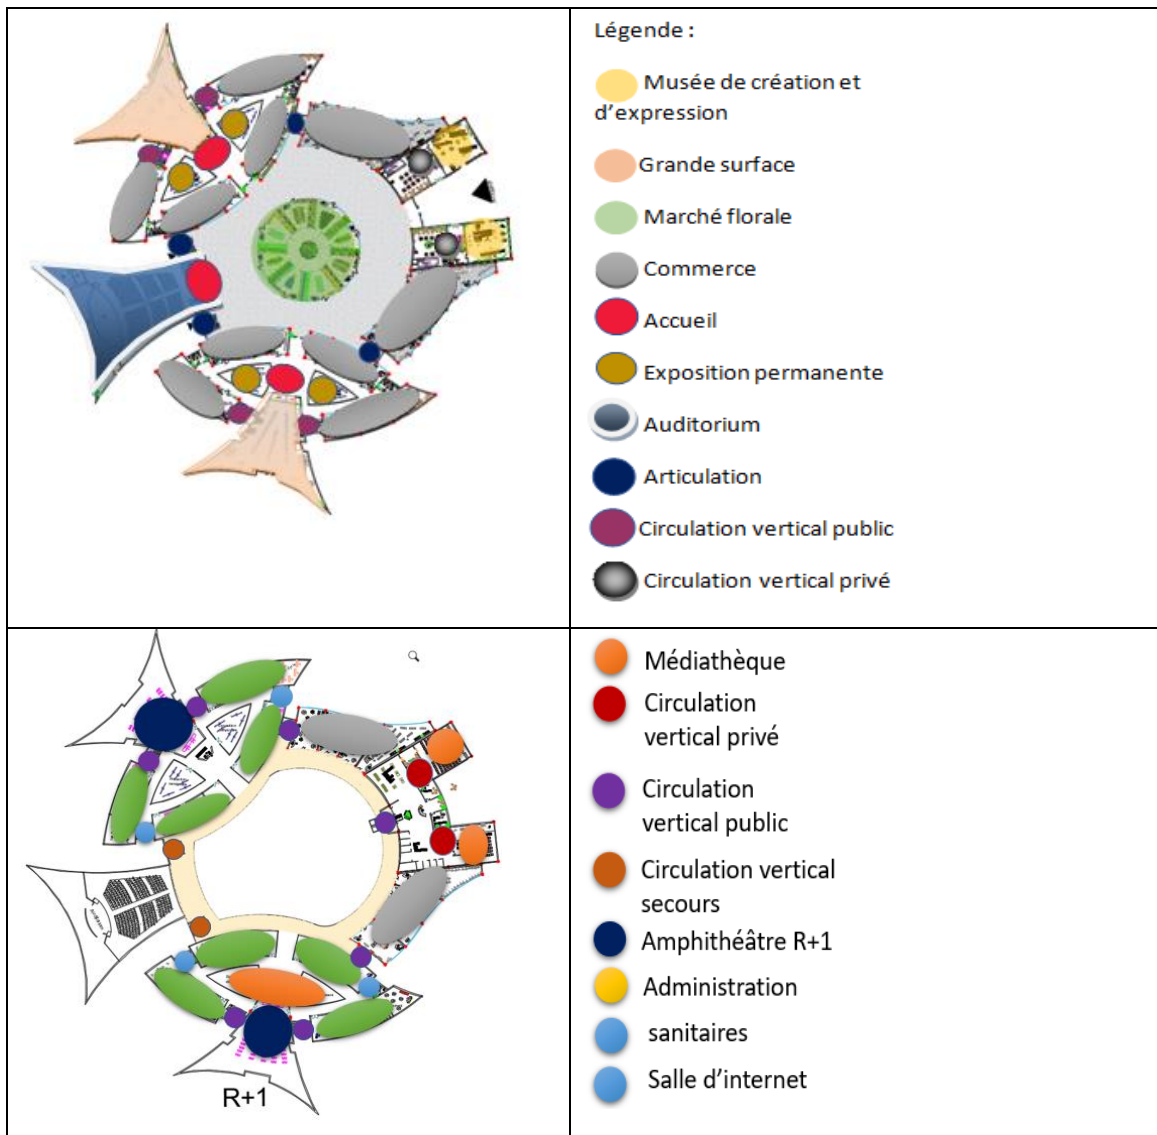 Légende :
Musée de création et
d’expression
Grande surface
Marché florale
Commerce
Accueil
Exposition permanente
Auditorium
Articulation
Circulation vertical public
Circulation vertical privé
R+1
Médiathèque
Circulation
vertical privé
Circulation
vertical public
Circulation vertical
secours
Amphithéâtre R+1
Administration
sanitaires
Salle d’internet